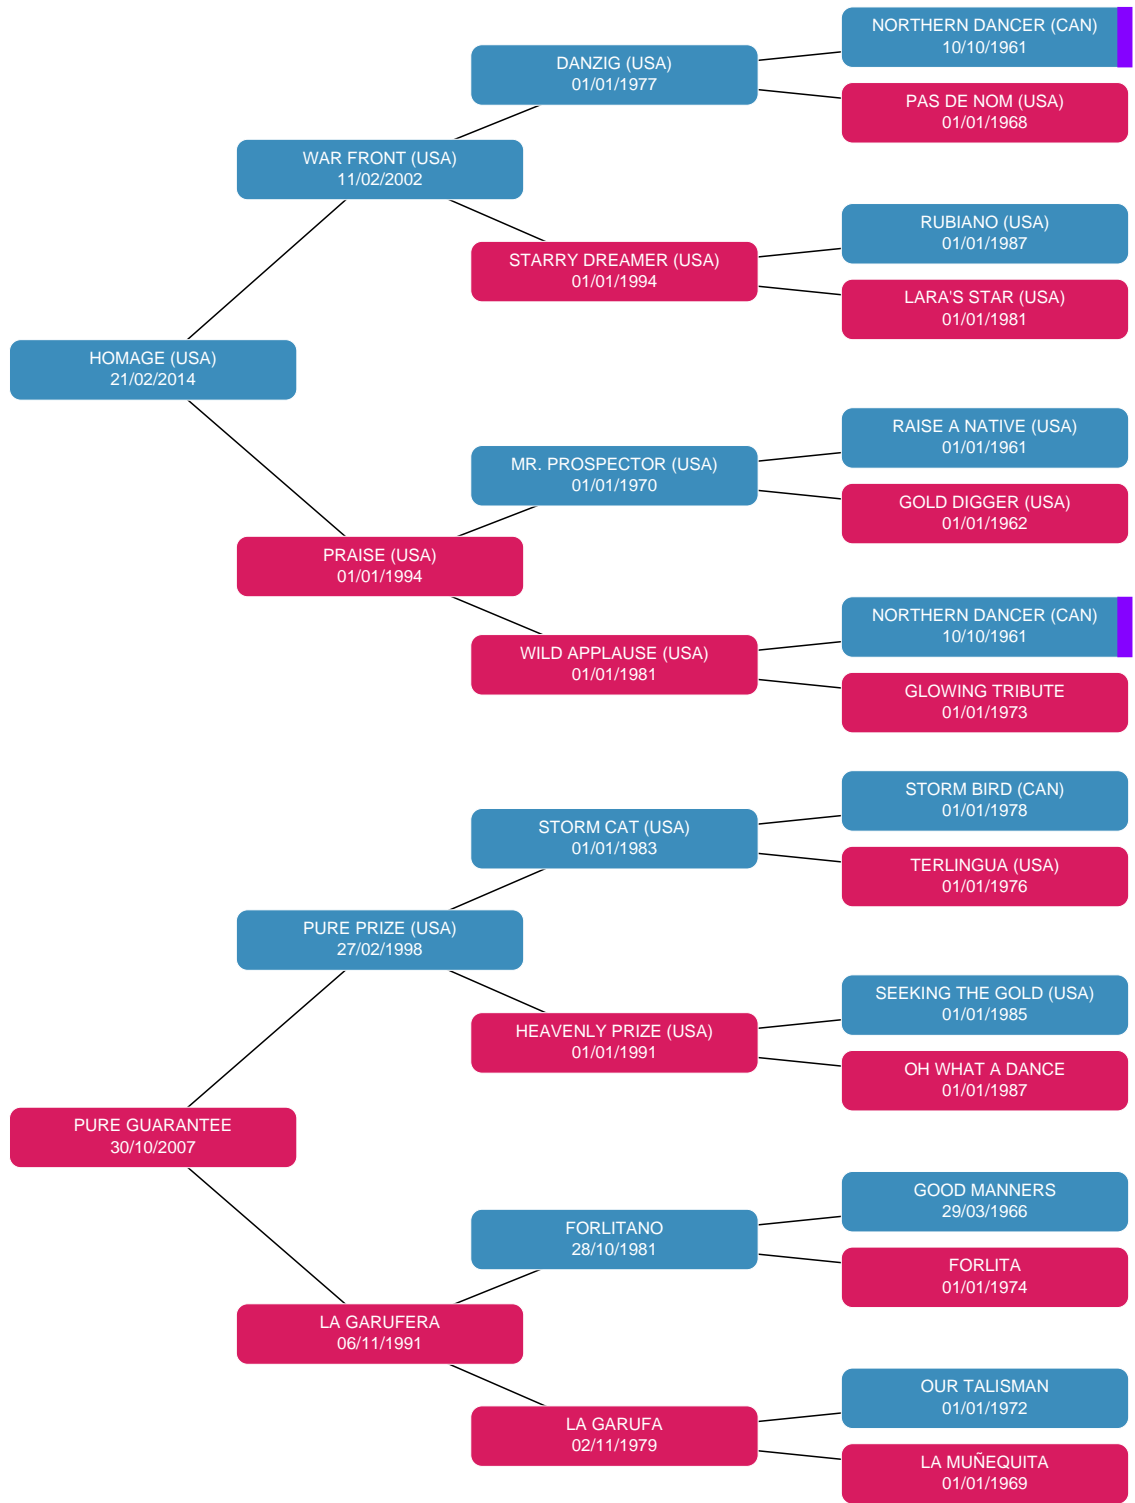 NORTHERN DANCER (CAN)
10/10/1961
DANZIG (USA)
01/01/1977
PAS DE NOM (USA)
01/01/1968
WAR FRONT (USA)
11/02/2002
RUBIANO (USA)
01/01/1987
STARRY DREAMER (USA)
01/01/1994
LARA'S STAR (USA)
01/01/1981
HOMAGE (USA)
21/02/2014
RAISE A NATIVE (USA)
01/01/1961
MR. PROSPECTOR (USA)
01/01/1970
GOLD DIGGER (USA)
01/01/1962
PRAISE (USA)
01/01/1994
NORTHERN DANCER (CAN)
10/10/1961
WILD APPLAUSE (USA)
01/01/1981
GLOWING TRIBUTE
01/01/1973
STORM BIRD (CAN)
01/01/1978
STORM CAT (USA)
01/01/1983
TERLINGUA (USA)
01/01/1976
PURE PRIZE (USA)
27/02/1998
SEEKING THE GOLD (USA)
01/01/1985
HEAVENLY PRIZE (USA)
01/01/1991
OH WHAT A DANCE
01/01/1987
PURE GUARANTEE
30/10/2007
GOOD MANNERS
29/03/1966
FORLITANO
28/10/1981
FORLITA
01/01/1974
LA GARUFERA
06/11/1991
OUR TALISMAN
01/01/1972
LA GARUFA
02/11/1979
LA MUÑEQUITA
01/01/1969